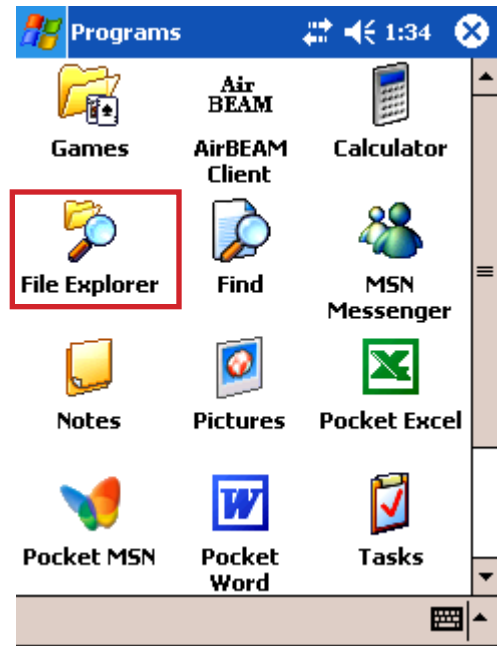 Programs 1:34
Air
BEAM
Games AirBEAM Calculator
Client
File Explorer Find MSN
Messenger
Notes Pictures Pocket Excel
W
Pocket MSN Pocket Tasks
Word